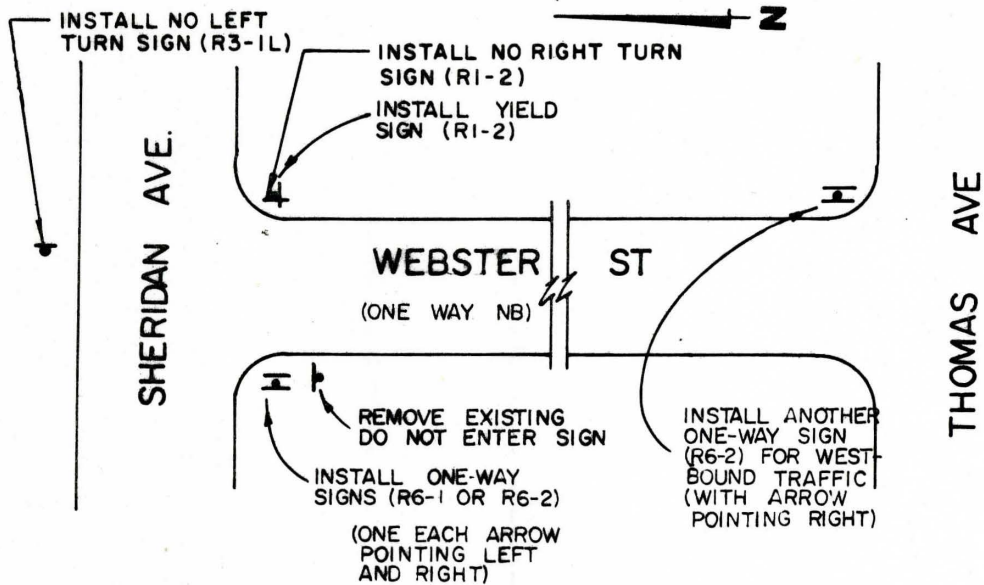 INSTALL NO LEFT
TURN SIGN (R3-1L)
N
INSTALL NO RIGHT TURN
SIGN (R1-2)
INSTALL YIELD
SIGN (R1-2)
SHERIDAN AVE.
WEBSTER ST
(ONE WAY NB)
THOMAS AVE
REMOVE EXISTING
DO NOT ENTER SIGN
INSTALL ONE-WAY
SIGNS (R6-1 OR R6-2)
(ONE EACH ARROW
POINTING LEFT
AND RIGHT)
INSTALL ANOTHER
ONE-WAY SIGN
(R6-2) FOR WEST-
BOUND TRAFFIC
(WITH ARROW
POINTING RIGHT)